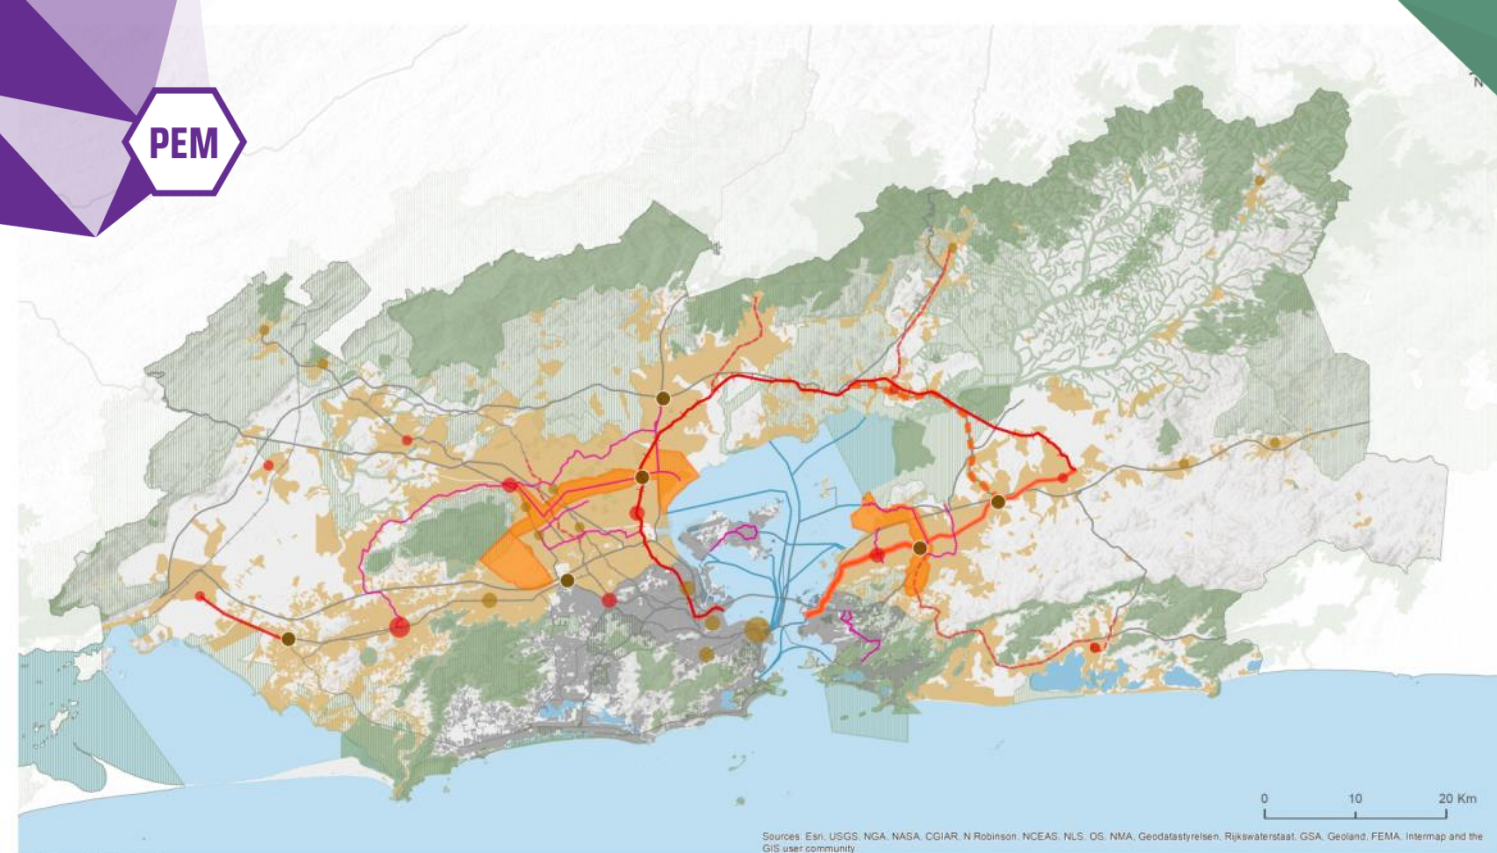 PEM
N
0 10 20 Km
Sources: Esri, USGS, NGA, NASA, CGIAR, N Robinson, NCEAS, NLS, OS, NMA, Geodatastyrelsen, Rijkswaterstaat, GSA, Geoland, FEMA, Intermap and the
GIS user community